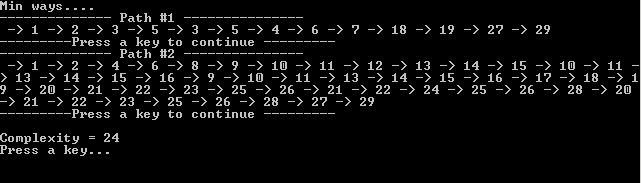 Min ways....
--------------- Path #1 ----------------
 -> 1 -> 2 -> 3 -> 5 -> 3 -> 5 -> 4 -> 6 -> 7 -> 18 -> 19 -> 27 -> 29
---------Press a key to continue ---------
--------------- Path #2 ----------------
 -> 1 -> 2 -> 4 -> 6 -> 8 -> 9 -> 10 -> 11 -> 12 -> 13 -> 14 -> 15 -> 10 -> 11 -
> 13 -> 14 -> 15 -> 16 -> 9 -> 10 -> 11 -> 13 -> 14 -> 15 -> 16 -> 17 -> 18 -> 1
9 -> 20 -> 21 -> 22 -> 23 -> 25 -> 26 -> 21 -> 22 -> 24 -> 25 -> 26 -> 28 -> 20 
-> 21 -> 22 -> 23 -> 25 -> 26 -> 28 -> 27 -> 29
---------Press a key to continue ---------
Complexity = 24
Press a key...